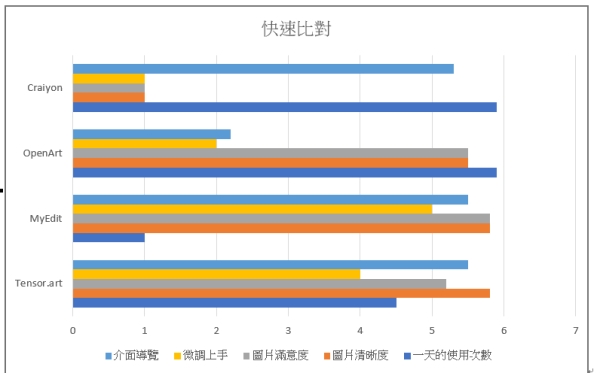 快速比對
Craiyon
OpenArt
MyEdit
Tensor.art
0 1 2 3 4 5 6 7
介面導覽 微調上手 圖片滿意度 圖片清晰度 一天的使用次數